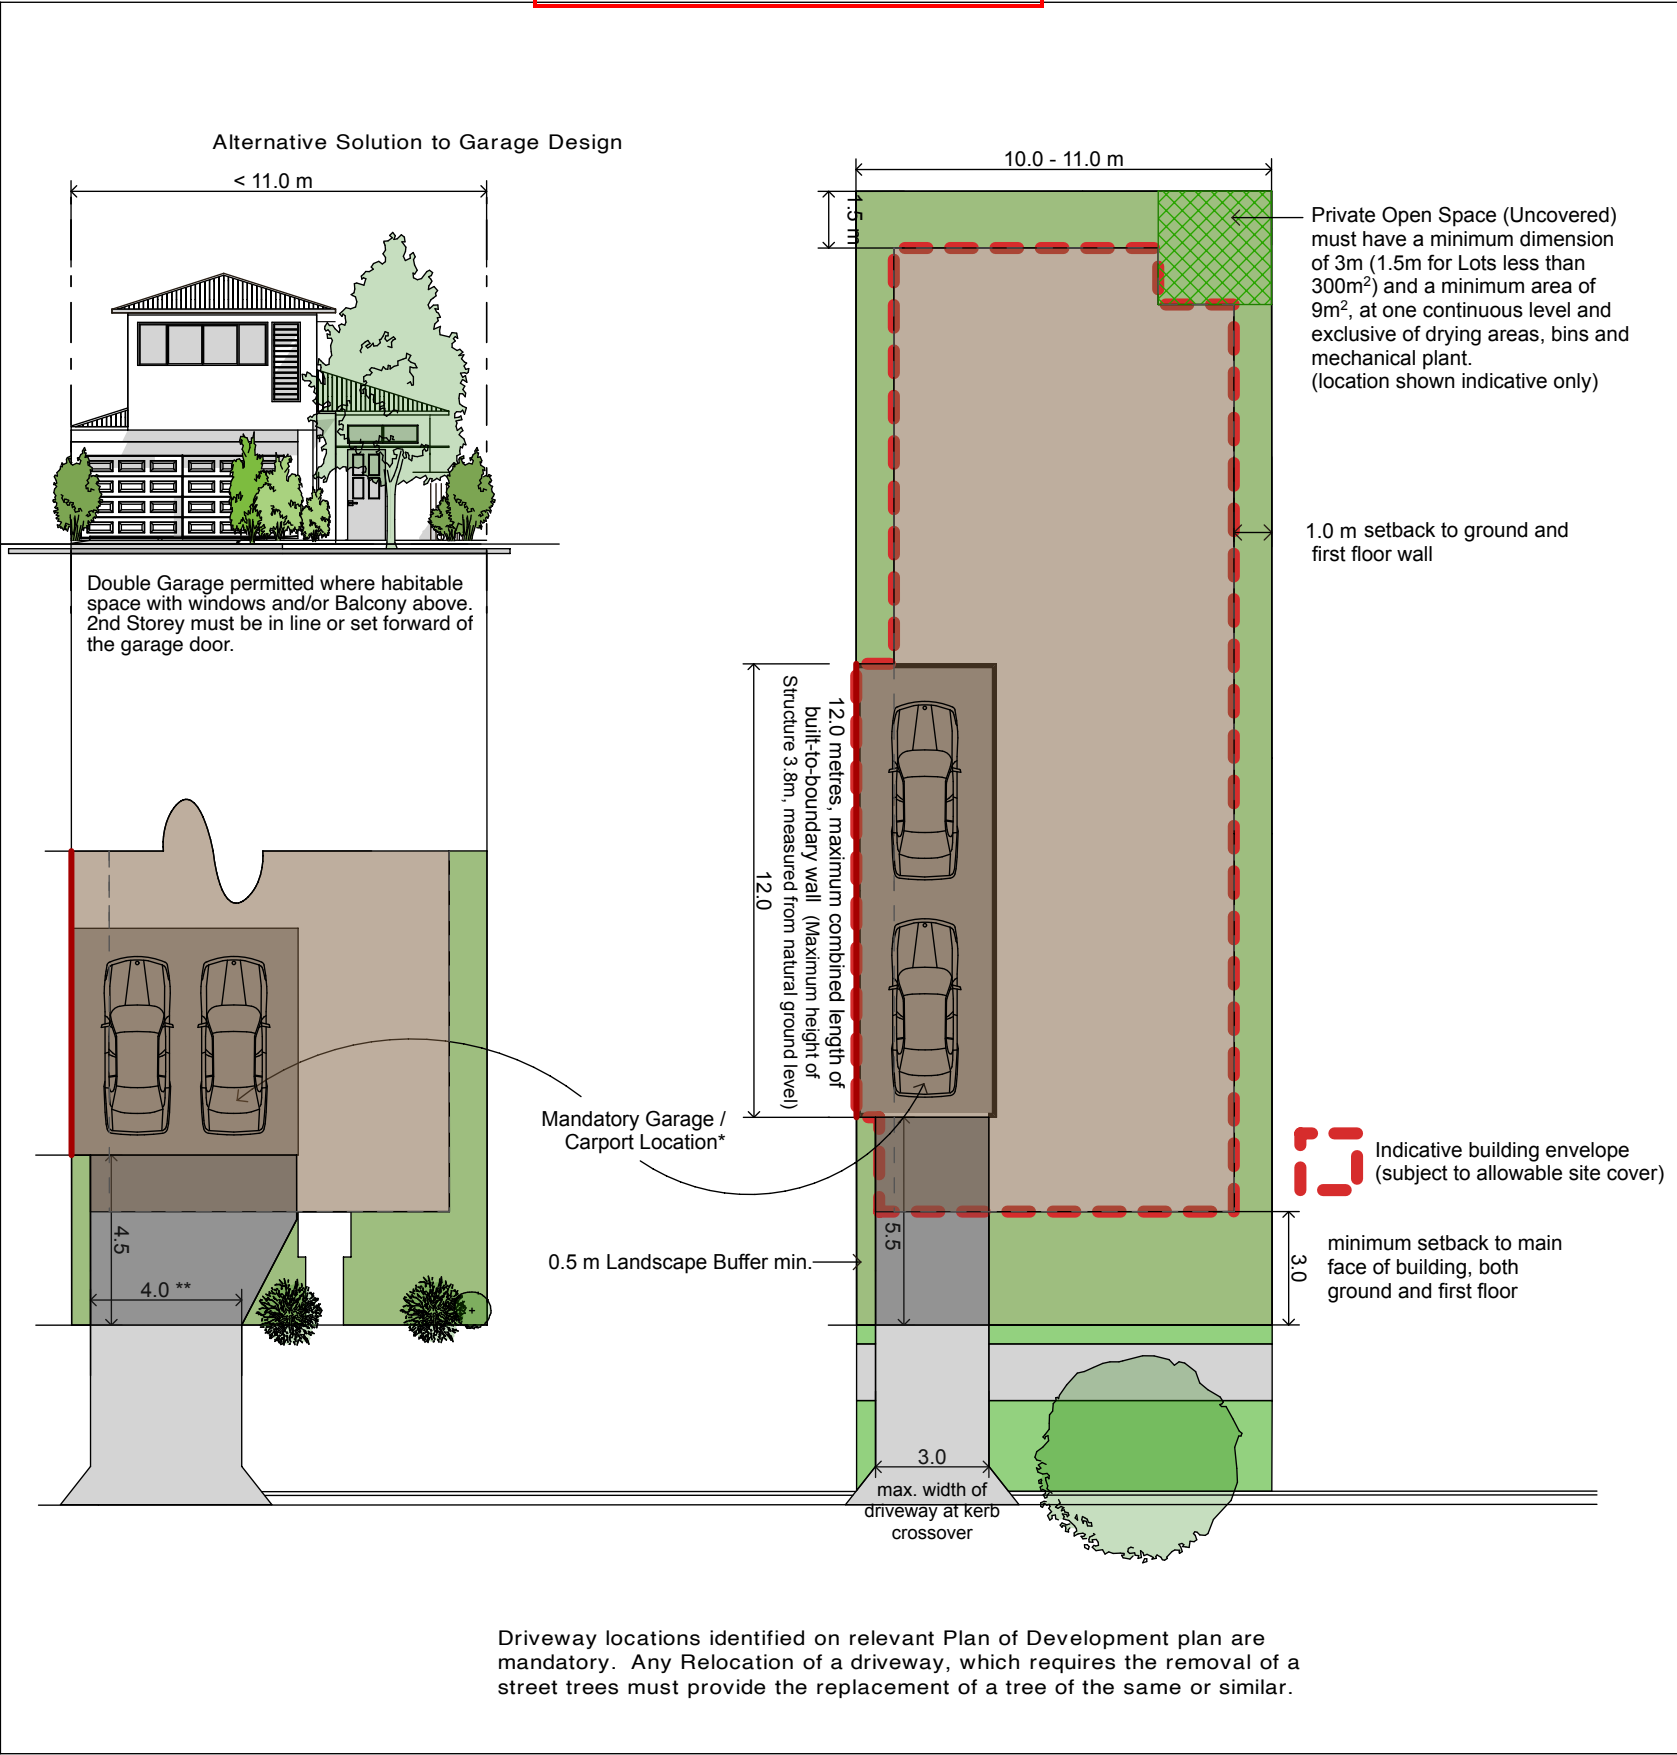 Alternative Solution to Garage Design
< 11.0 m
Double Garage permitted where habitable
space with windows and/or Balcony above.
2nd Storey must be in line or set forward of
the garage door.
4.5
4.0 **
Mandatory Garage /
Carport Location*
0.5 m Landscape Buffer min.
10.0 - 11.0 m
1.5 m
Private Open Space (Uncovered)
must have a minimum dimension
of 3m (1.5m for Lots less than
300m²) and a minimum area of
9m², at one continuous level and
exclusive of drying areas, bins and
mechanical plant.
(location shown indicative only)
1.0 m setback to ground and
first floor wall
12.0 metres, maximum combined length of
built-to-boundary wall (Maximum height of
Structure 3.8m, measured from natural ground level)
12.0
Indicative building envelope
(subject to allowable site cover)
5.5
3.0
minimum setback to main
face of building, both
ground and first floor
3.0
max. width of
driveway at kerb
crossover
Driveway locations identified on relevant Plan of Development plan are
mandatory. Any Relocation of a driveway, which requires the removal of a
street trees must provide the replacement of a tree of the same or similar.